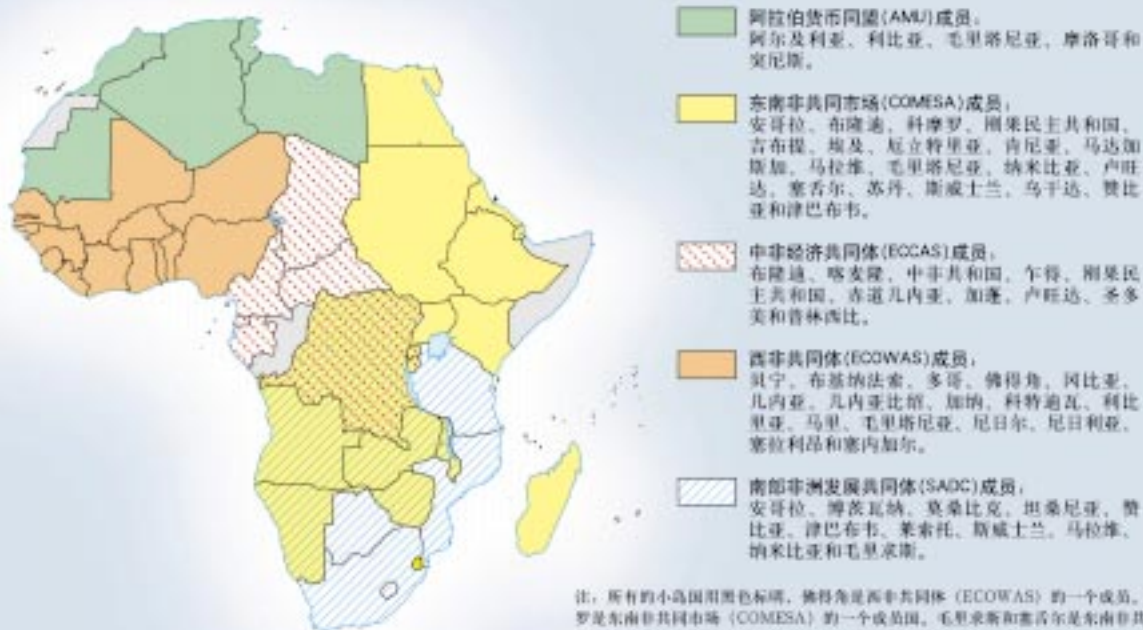 阿拉伯货币同盟(AMU)成员：
阿尔及利亚、利比亚、毛里塔尼亚、摩洛哥和
突尼斯。
东南非共同市场(COMESA)成员：
安哥拉、布隆迪、科摩罗、刚果民主共和国、
吉布提、埃及、厄立特里亚、肯尼亚、马达加
斯加、马拉维、毛里塔尼亚、纳米比亚、卢旺
达、塞舌尔、苏丹、斯威士兰、乌干达、赞比
亚和津巴布韦。
中非经济共同体(ECCAS)成员：
布隆迪、喀麦隆、中非共和国、乍得、刚果民
主共和国、赤道几内亚、加蓬、卢旺达、圣多
美和普林西比。
西非共同体(ECOWAS)成员：
贝宁、布基纳法索、多哥、佛得角、冈比亚、
几内亚、几内亚比绍、加纳、科特迪瓦、利比
里亚、马里、毛里塔尼亚、尼日尔、尼日利亚、
塞拉利昂和塞内加尔。
南部非洲发展共同体(SADC)成员：
安哥拉、博茨瓦纳、莫桑比克、坦桑尼亚、赞
比亚、津巴布韦、莱索托、斯威士兰、马拉维、
纳米比亚和毛里求斯。
注：所有的小岛国用黑色标明，佛得角是西非共同体（ECOWAS）的一个成员。
罗是东南非共同市场（COMESA）的一个成员国。毛里求斯和塞舌尔是东南非共